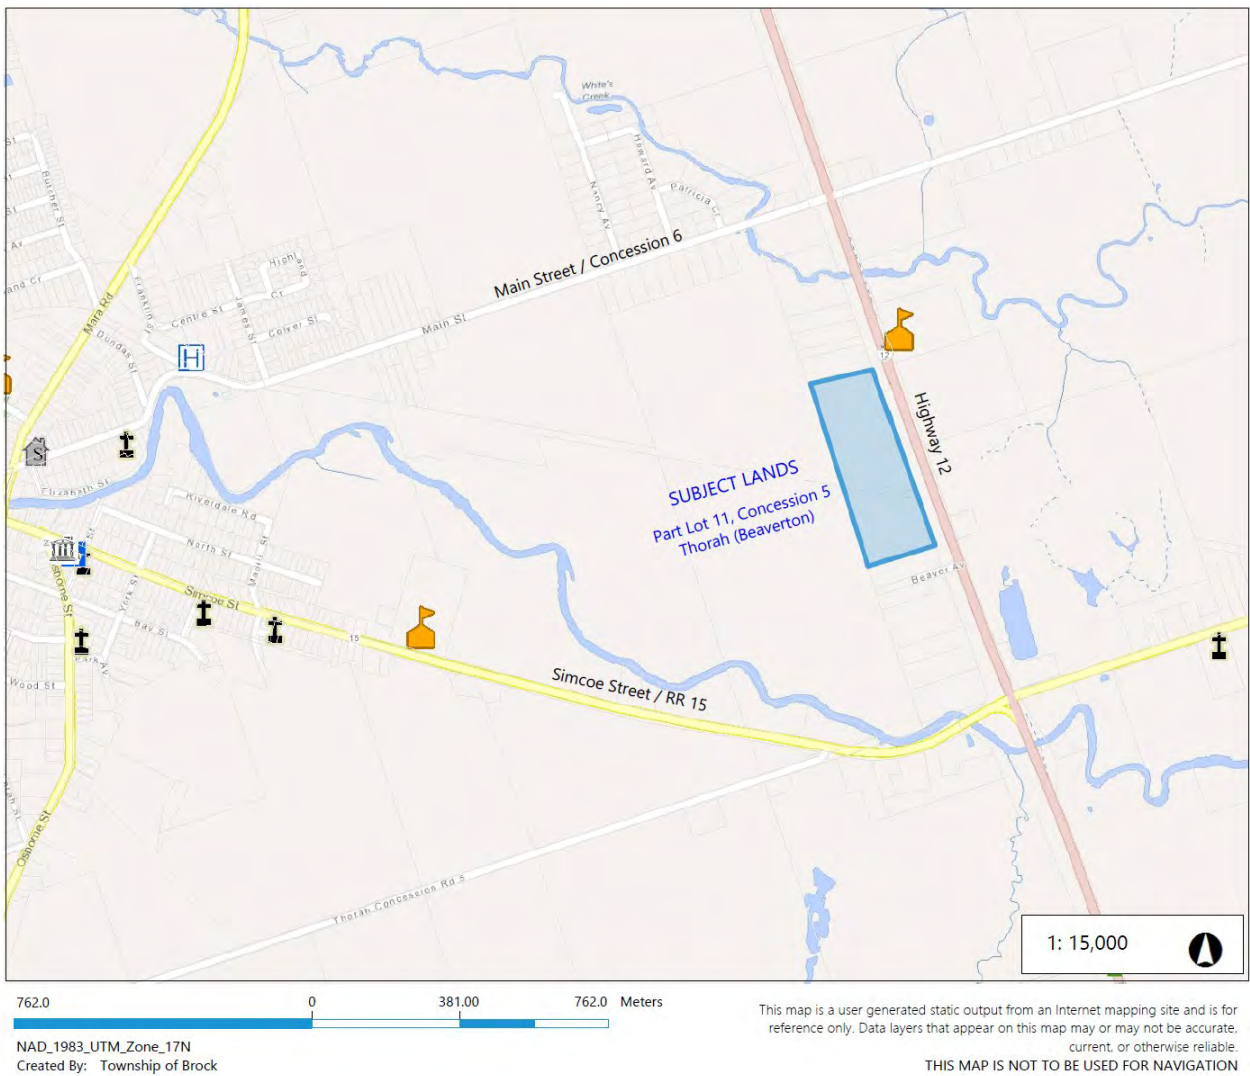 White's
Creek
Howard Av
Patricia Cr
Nancy Av
Butcher St
Main Street / Concession 6
Main St
Highland
Ct
Franklin
Centre St
James St
Colver St
Mara Rd
Dundas St
H
12
Highway 12
SUBJECT LANDS
Part Lot 11, Concession 5
Thorah (Beaverton)
Beaver Av
S
Elizabeth St
Riverdale Rd
North St
York St
Simcoe St
Bay St
Park Av
Wood St
15
Simcoe Street / RR 15
Osborne St
Thorah Concession Rd 5
1: 15,000
762.0 0 381.00 762.0 Meters
NAD_1983_UTM_Zone_17N
Created By: Township of Brock
This map is a user generated static output from an Internet mapping site and is for
reference only. Data layers that appear on this map may or may not be accurate,
current, or otherwise reliable.
THIS MAP IS NOT TO BE USED FOR NAVIGATION